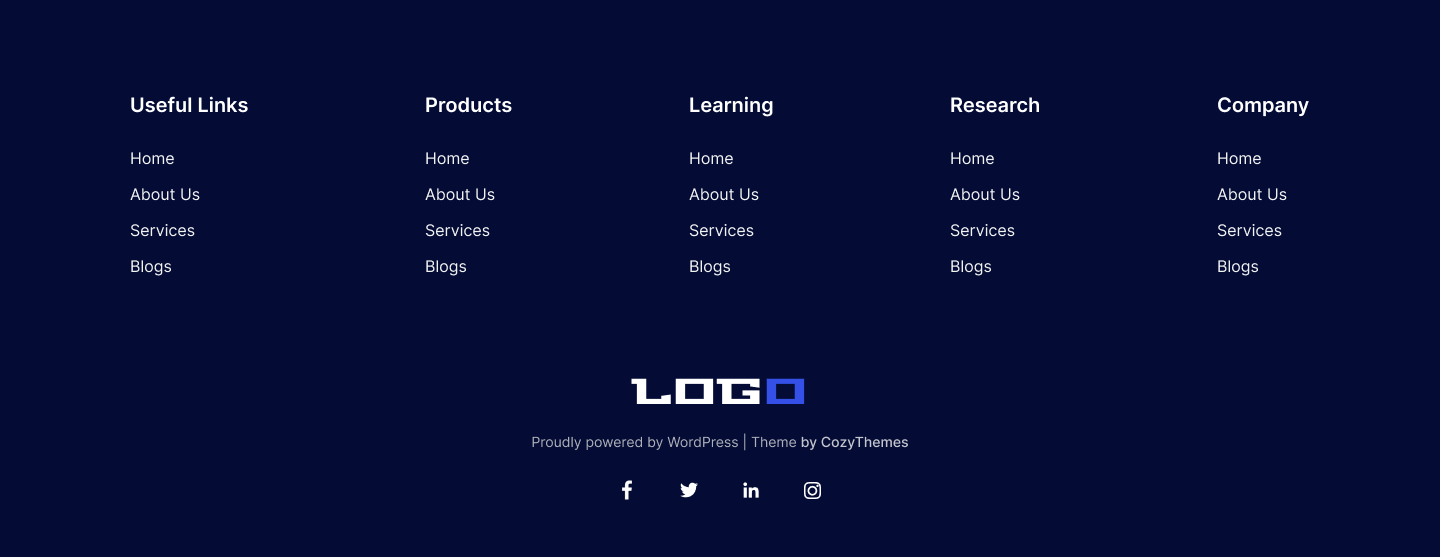 Useful Links
Home
About Us
Services
Blogs
Products
Home
About Us
Services
Blogs
Learning
Home
About Us
Services
Blogs
Research
Home
About Us
Services
Blogs
Company
Home
About Us
Services
Blogs
LOGO
Proudly powered by WordPress | Theme by CozyThemes